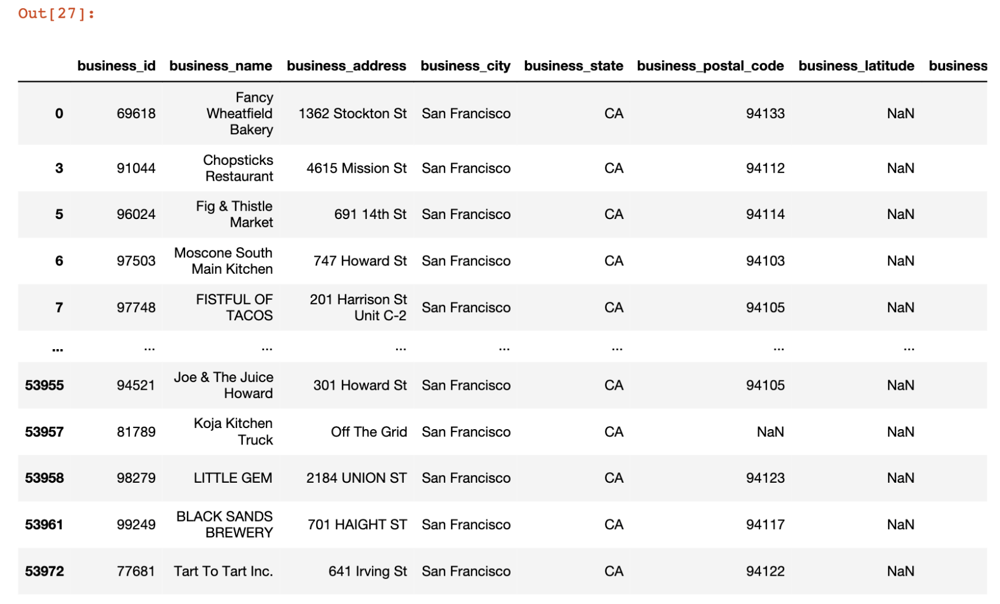 Out[27]:
business_id business_name business_address business_city business_state business_postal_code business_latitude business
0 69618 Fancy Wheatfield Bakery 1362 Stockton St San Francisco CA 94133 NaN
3 91044 Chopsticks Restaurant 4615 Mission St San Francisco CA 94112 NaN
5 96024 Fig & Thistle Market 691 14th St San Francisco CA 94114 NaN
6 97503 Moscone South Main Kitchen 747 Howard St San Francisco CA 94103 NaN
7 97748 FISTFUL OF TACOS 201 Harrison St Unit C-2 San Francisco CA 94105 NaN
... ... ... ... ... ... ... ...
53955 94521 Joe & The Juice Howard 301 Howard St San Francisco CA 94105 NaN
53957 81789 Koja Kitchen Truck Off The Grid San Francisco CA NaN NaN
53958 98279 LITTLE GEM 2184 UNION ST San Francisco CA 94123 NaN
53961 99249 BLACK SANDS BREWERY 701 HAIGHT ST San Francisco CA 94117 NaN
53972 77681 Tart To Tart Inc. 641 Irving St San Francisco CA 94122 NaN